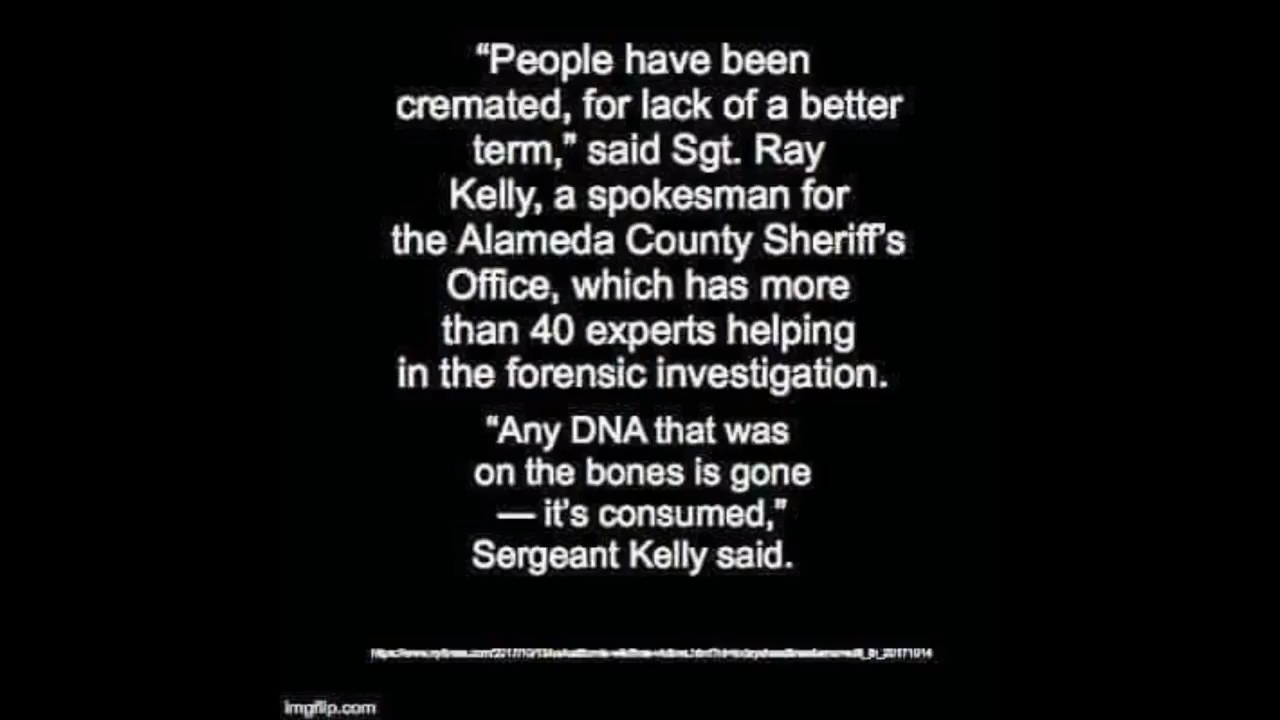 “People have been
cremated, for lack of a better
term,” said Sgt. Ray
Kelly, a spokesman for
the Alameda County Sheriff’s
Office, which has more
than 40 experts helping
in the forensic investigation.
“Any DNA that was
on the bones is gone
— it’s consumed,”
Sergeant Kelly said.
imgflip.com